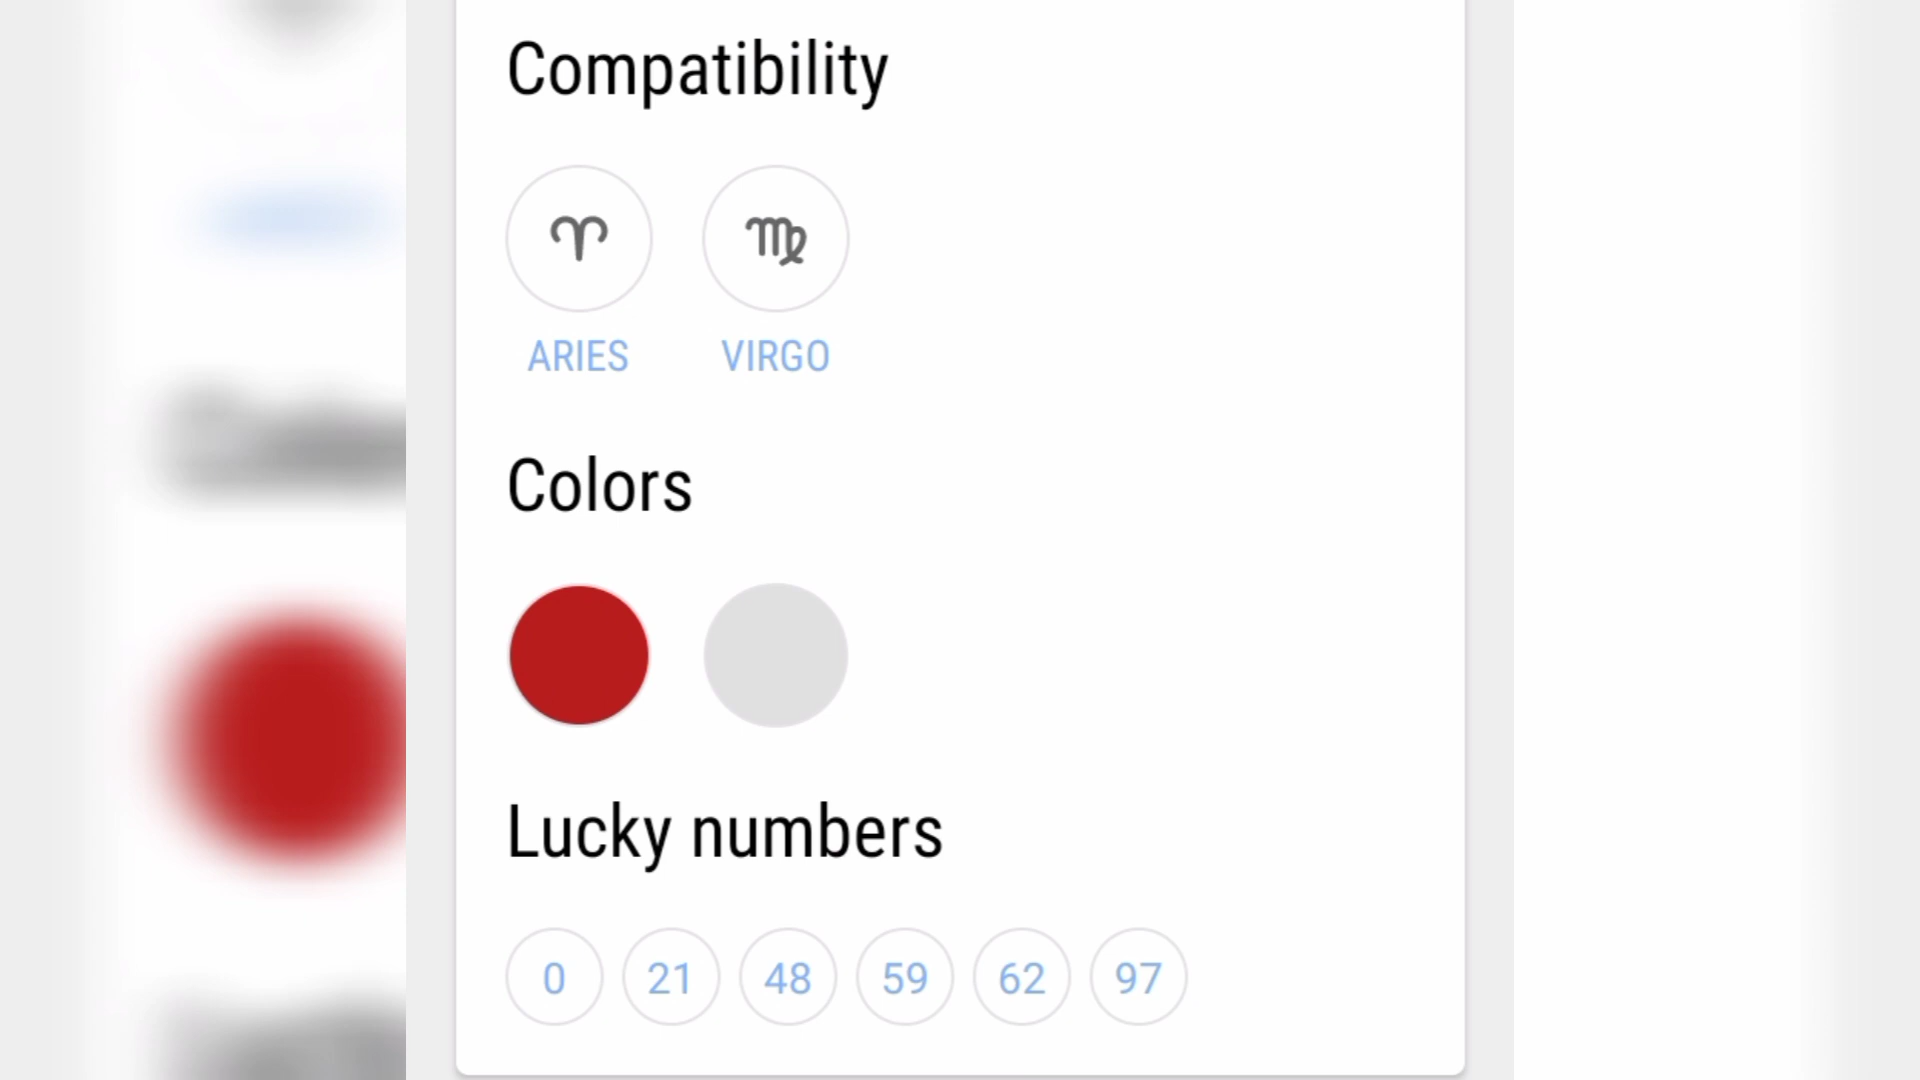 Compatibility
ARIES VIRGO
Colors
Lucky numbers
0 21 48 59 62 97